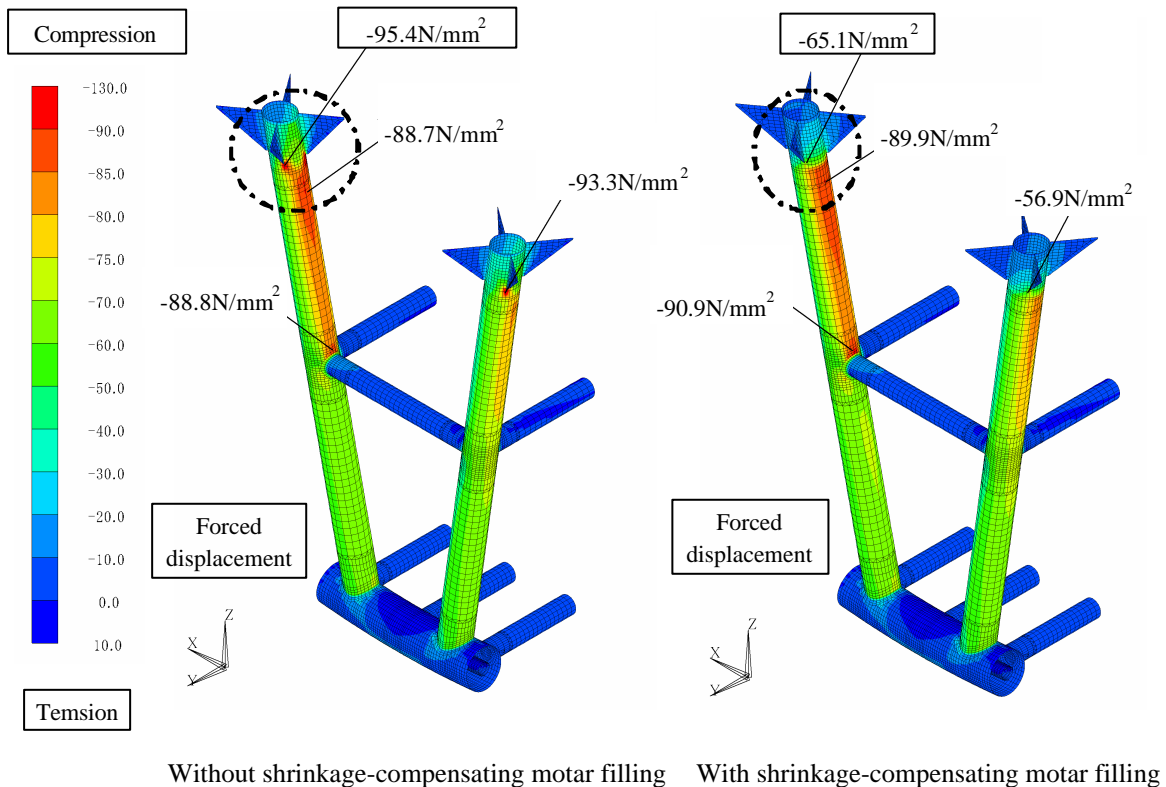 Compression
-130.0
-90.0
-85.0
-80.0
-75.0
-70.0
-60.0
-50.0
-40.0
-30.0
-20.0
-10.0
0.0
10.0
Temsion
-95.4N/mm²
-88.7N/mm²
-93.3N/mm²
-88.8N/mm²
Forced
displacement
Z
X
Y
Without shrinkage-compensating motar filling
-65.1N/mm²
-89.9N/mm²
-56.9N/mm²
-90.9N/mm²
Forced
displacement
Z
X
Y
With shrinkage-compensating motar filling